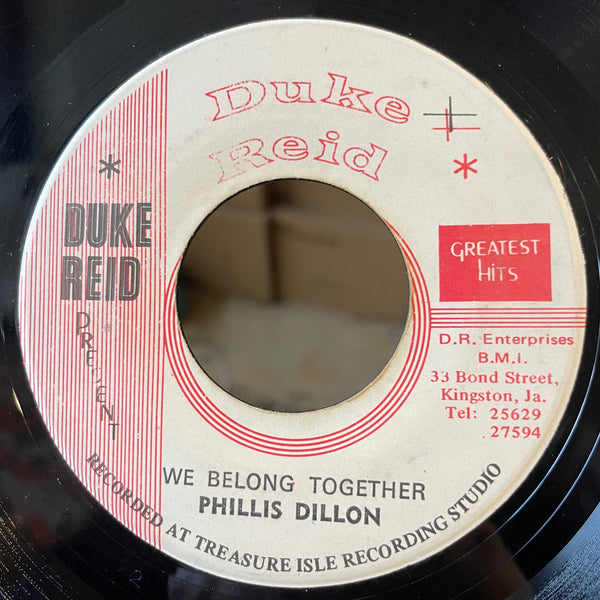 Duke
Reid
* *
DUKE
REID
GREATEST
HITS
D.R. Enterprises
B.M.I.
33 Bond Street,
Kingston, Ja.
Tel: 25629
27594
WE BELONG TOGETHER
PHILLIS DILLON
RECORDED AT TREASURE ISLE RECORDING STUDIO